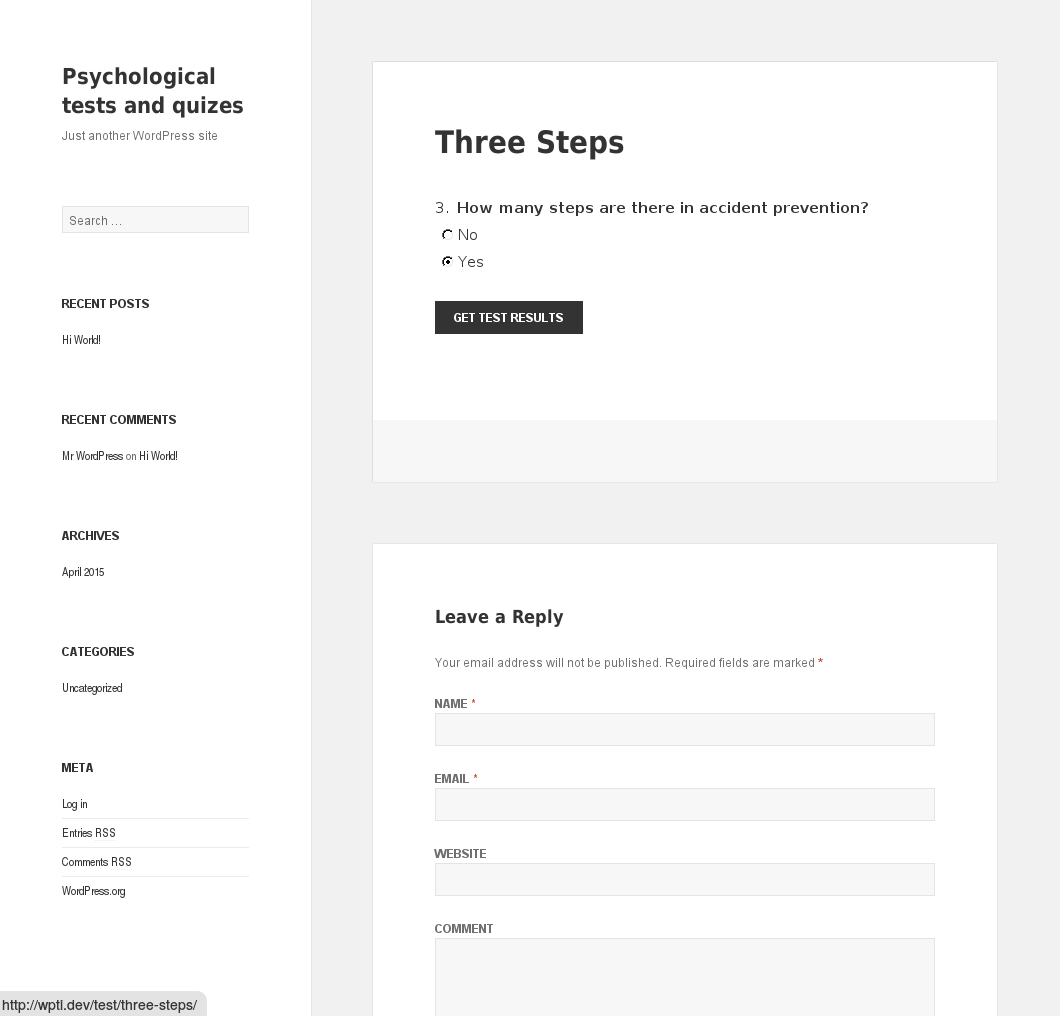 Psychological
tests and quizes
Just another WordPress site
Search ...
RECENT POSTS
Hi World!
RECENT COMMENTS
Mr WordPress on Hi World!
ARCHIVES
April 2015
CATEGORIES
Uncategorized
META
Log in
Entries RSS
Comments RSS
WordPress.org
Three Steps
3. How many steps are there in accident prevention?
No
Yes
GET TEST RESULTS
Leave a Reply
Your email address will not be published. Required fields are marked *
NAME *
EMAIL *
WEBSITE
COMMENT
http://wpti.dev/test/three-steps/